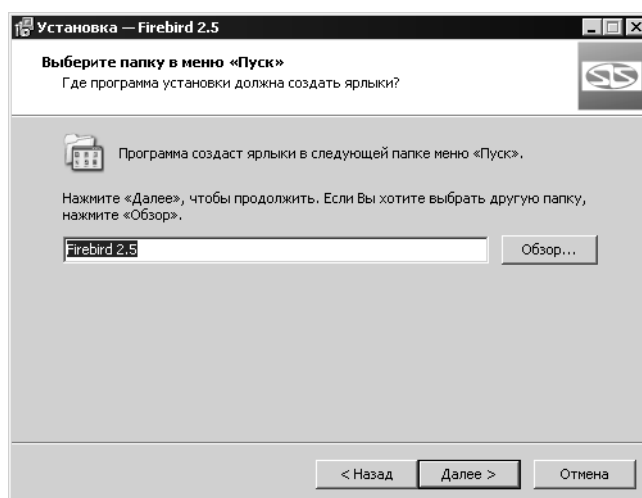 Установка — Firebird 2.5
Выберите папку в меню «Пуск»
Где программа установки должна создать ярлыки?
Программа создаст ярлыки в следующей папке меню «Пуск».
Нажмите «Далее», чтобы продолжить. Если Вы хотите выбрать другую папку,
нажмите «Обзор».
Firebird 2.5
Обзор...
< Назад
Далее >
Отмена